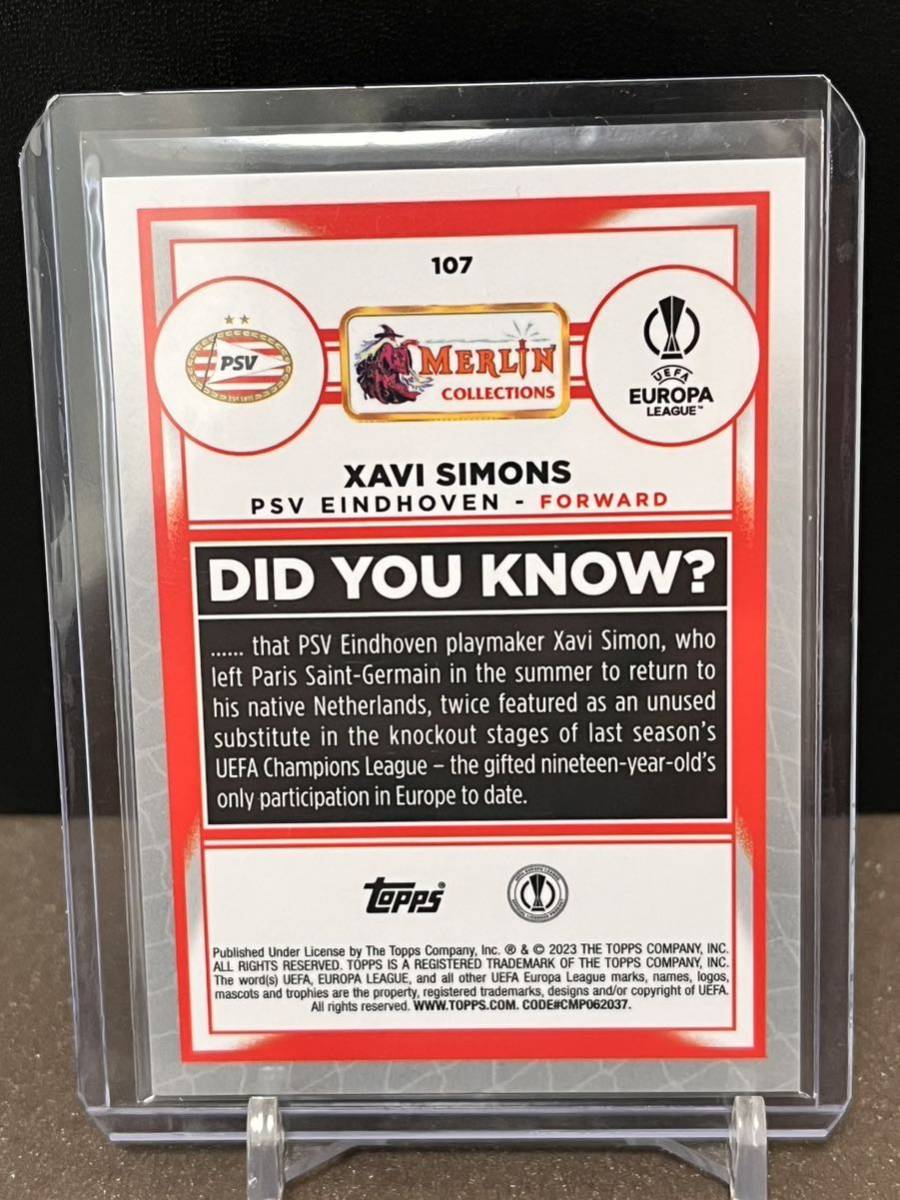 107
PSV
MERLIN
COLLECTIONS
UEFA
EUROPA
LEAGUE™
XAVI SIMONS
PSV EINDHOVEN - FORWARD
DID YOU KNOW?
...... that PSV Eindhoven playmaker Xavi Simon, who
left Paris Saint-Germain in the summer to return to
his native Netherlands, twice featured as an unused
substitute in the knockout stages of last season's
UEFA Champions League – the gifted nineteen-year-old's
only participation in Europe to date.
topps®
Published Under License by The Topps Company, Inc. ® & © 2023 THE TOPPS COMPANY, INC.
ALL RIGHTS RESERVED. TOPPS IS A REGISTERED TRADEMARK OF THE TOPPS COMPANY, INC.
The word(s) UEFA, EUROPA LEAGUE, and all other UEFA Europa League marks, names, logos,
mascots and trophies are the property, registered trademarks, designs and/or copyright of UEFA.
All rights reserved. WWW.TOPPS.COM. CODE#CMP062037.